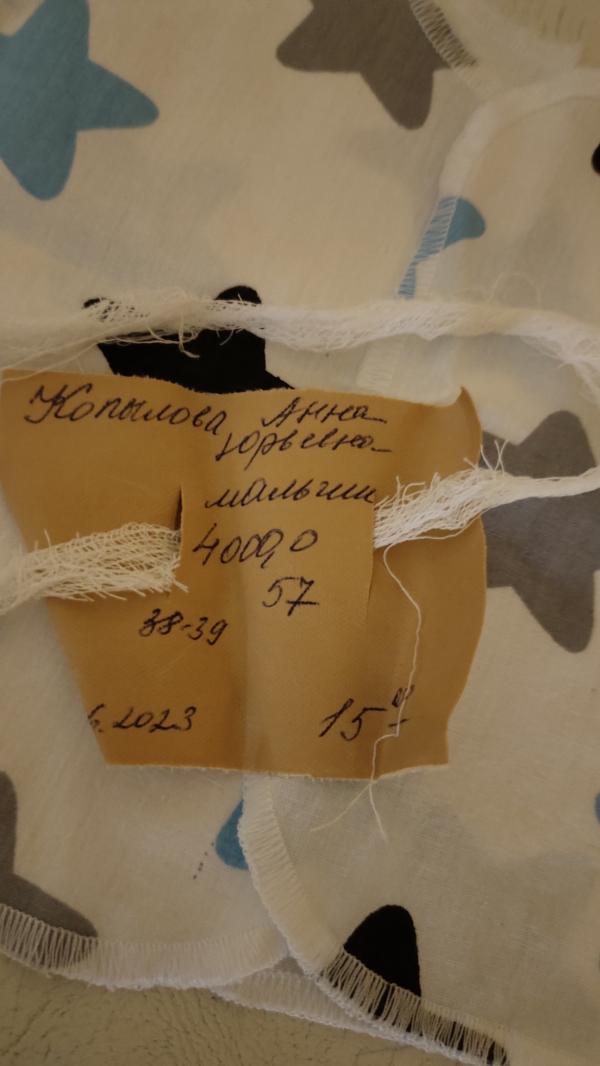 Копылова Анна
Юрьевна
мальчик
4000,0
57
38-39
6.2023 15